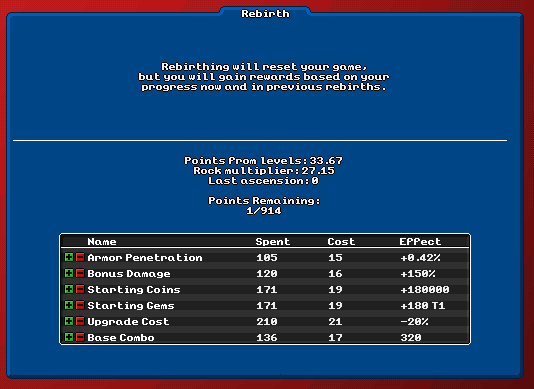 Rebirth
Rebirthing will reset your game,
but you will gain rewards based on your
progress now and in previous rebirths.
Points from levels: 33.67
Rock multiplier: 27.15
Last ascension: 0
Points Remaining:
1/914
Name Spent Cost Effect
Armor Penetration 105 15 +0.42%
Bonus Damage 120 16 +150%
Starting Coins 171 19 +180000
Starting Gems 171 19 +180 T1
Upgrade Cost 210 21 -20%
Base Combo 136 17 320